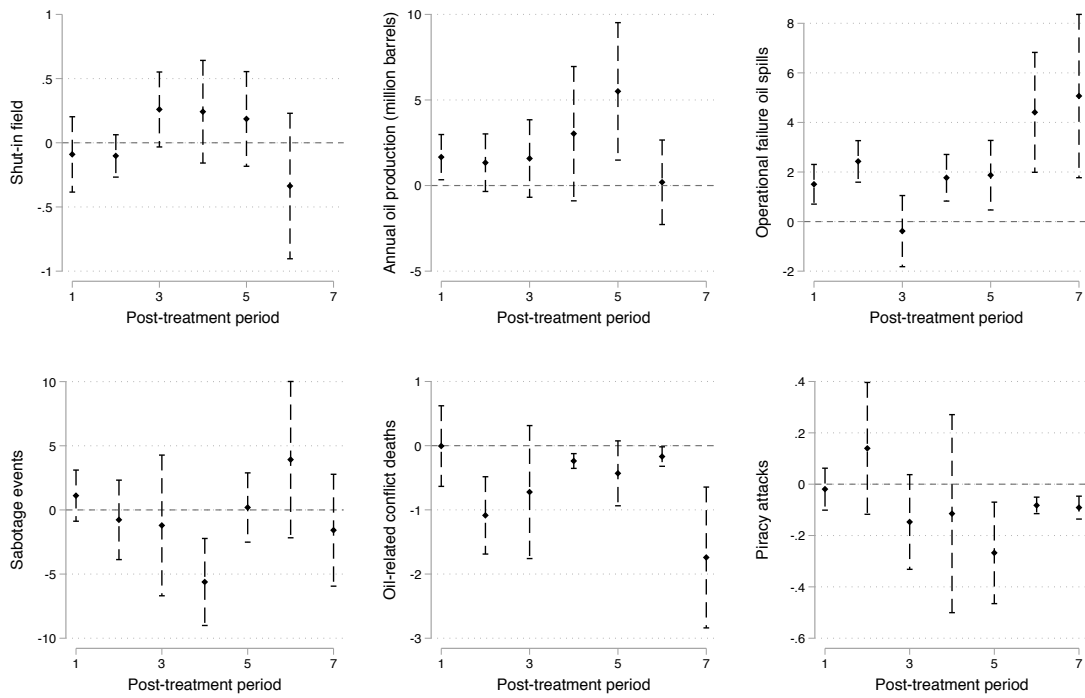 Shut-in field
1
.5
0
-.5
-1
1 3 5 7
Post-treatment period
Annual oil production (million barrels)
10
5
0
-5
1 3 5 7
Post-treatment period
Operational failure oil spills
8
6
4
2
0
-2
1 3 5 7
Post-treatment period
Sabotage events
10
5
0
-5
-10
1 3 5 7
Post-treatment period
Oil-related conflict deaths
1
0
-1
-2
-3
1 3 5 7
Post-treatment period
Piracy attacks
.4
.2
0
-.2
-.4
-.6
1 3 5 7
Post-treatment period